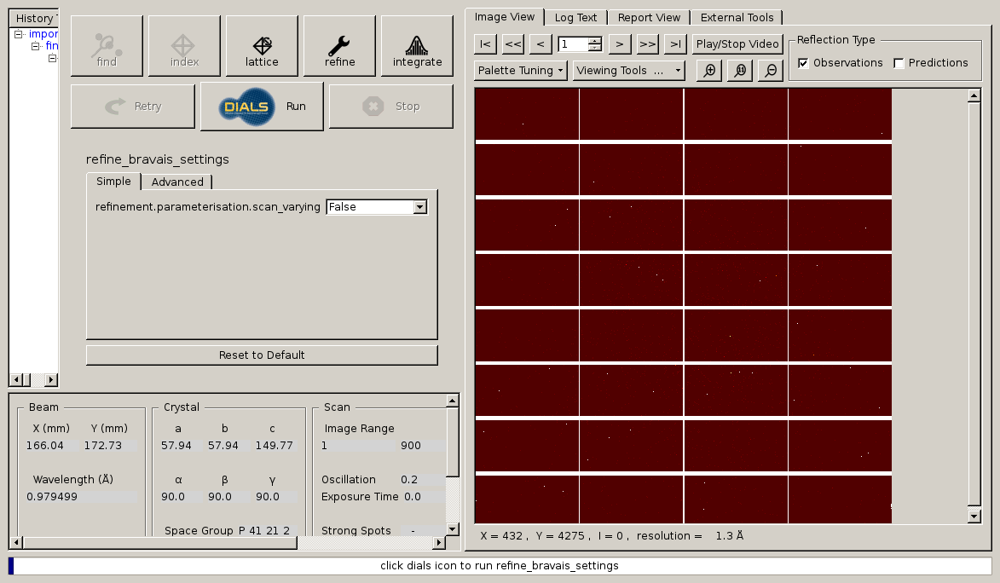 History
impor
fin
find
index
lattice
refine
integrate
Retry
DIALS
Run
Stop
refine_bravais_settings
Simple
Advanced
refinement.parameterisation.scan_varying
False
Reset to Default
Beam
X (mm) Y (mm)
166.04 172.73
Wavelength (Å)
0.979499
Crystal
a b c
57.94 57.94 149.77
α β γ
90.0 90.0 90.0
Space Group P 41 21 2
Scan
Image Range
1 900
Oscillation 0.2
Exposure Time 0.0
Strong Spots -
Image View
Log Text
Report View
External Tools
I<
<<
<
1
>
>>
>I
Play/Stop Video
Palette Tuning
Viewing Tools ...
Reflection Type
Observations
Predictions
X = 432 , Y = 4275 , I = 0 , resolution = 1.3 Å
click dials icon to run refine_bravais_settings